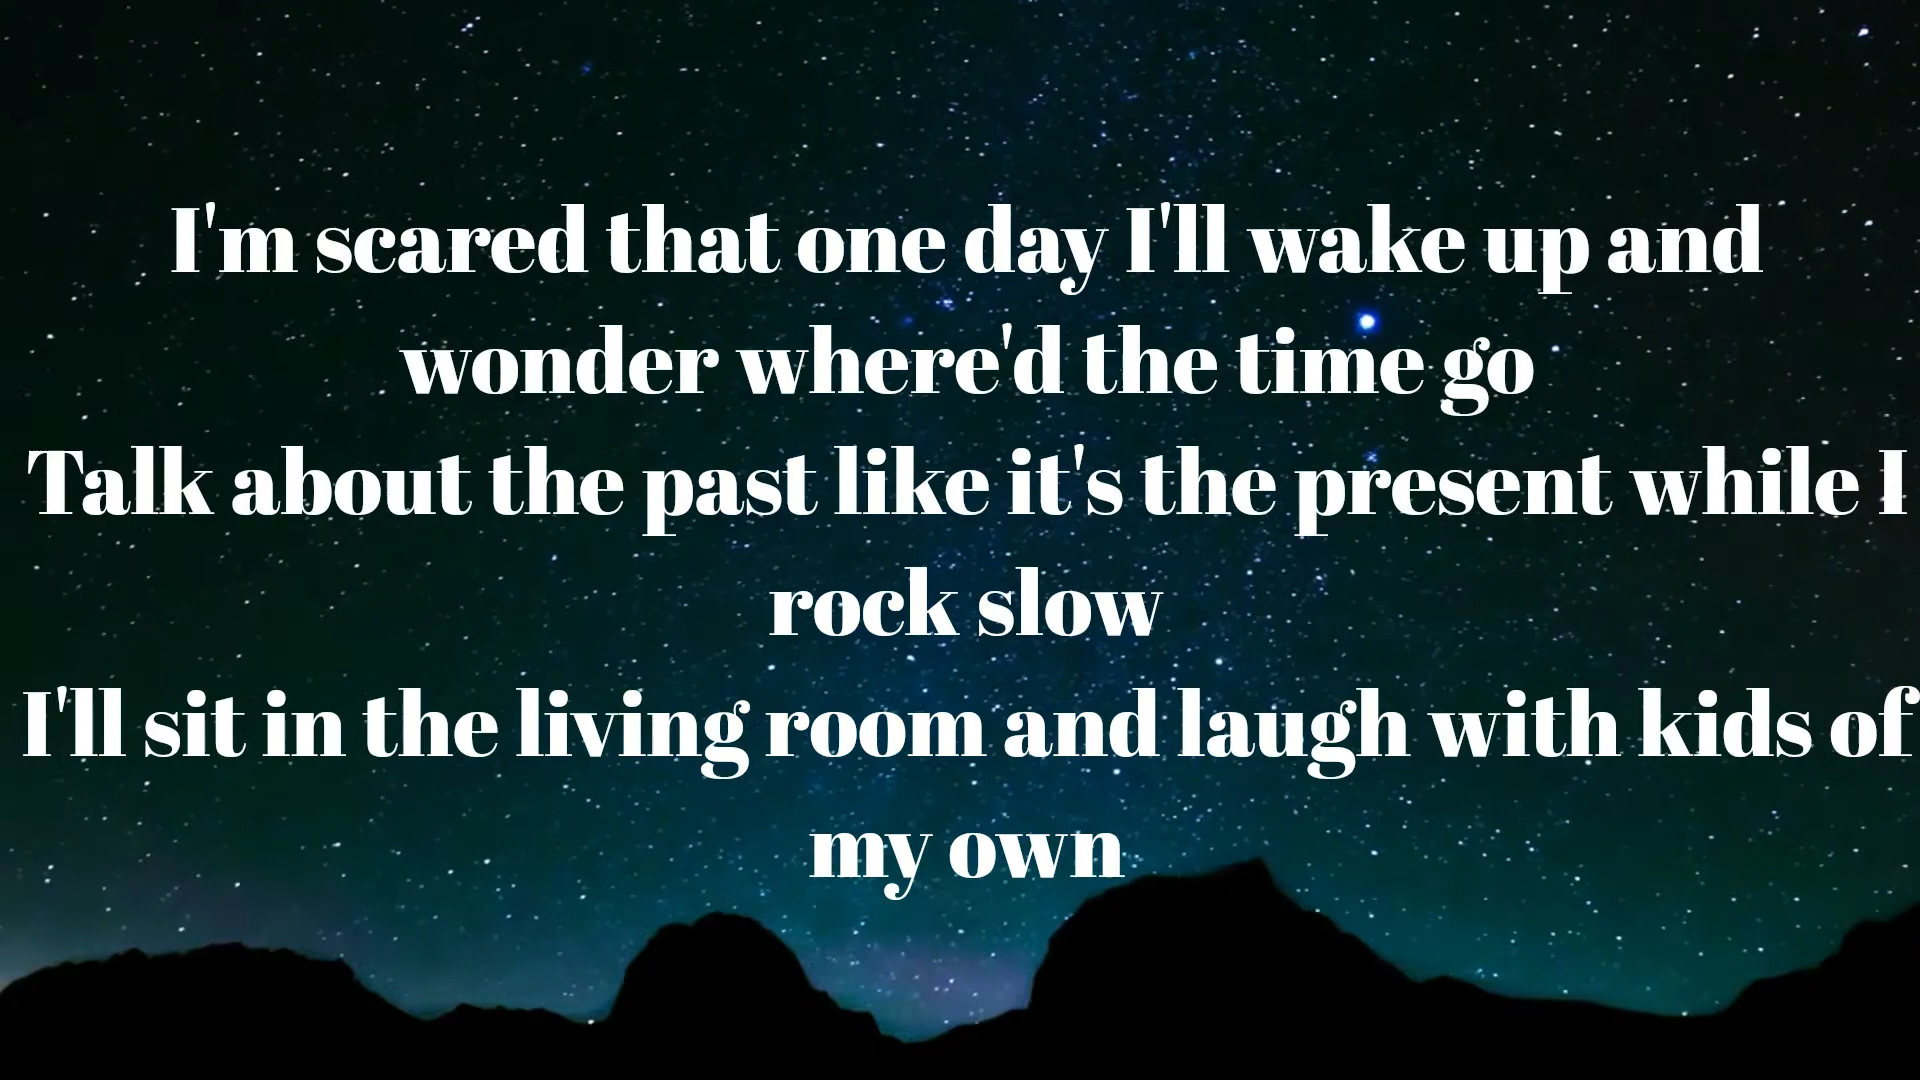 I'm scared that one day I'll wake up and
wonder where'd the time go
Talk about the past like it's the present while I
rock slow
I'll sit in the living room and laugh with kids of
my own